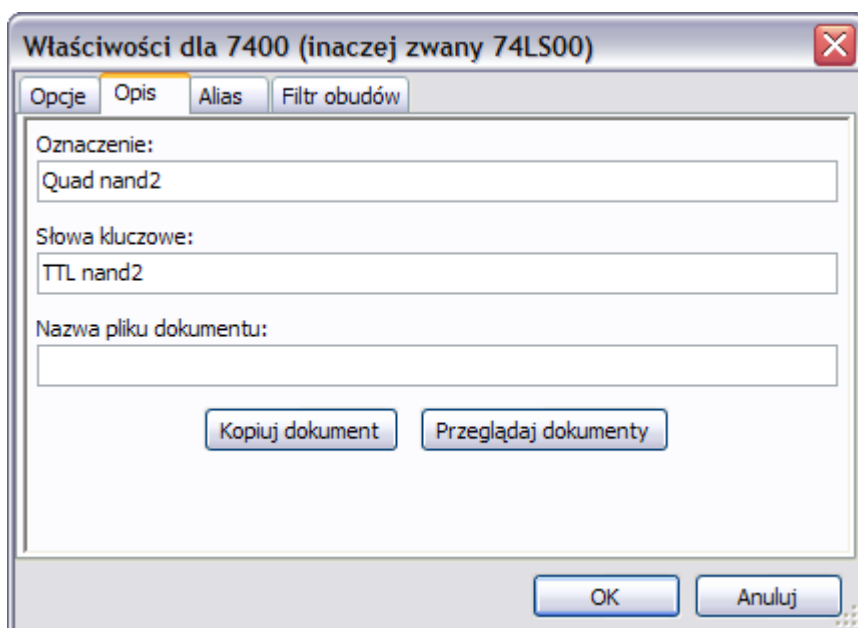 Właściwości dla 7400 (inaczej zwany 74LS00)
Opcje Opis Alias Filtr obudów
Oznaczenie:
Quad nand2
Słowa kluczowe:
TTL nand2
Nazwa pliku dokumentu:
Kopiuj dokument Przeglądaj dokumenty
OK Anuluj